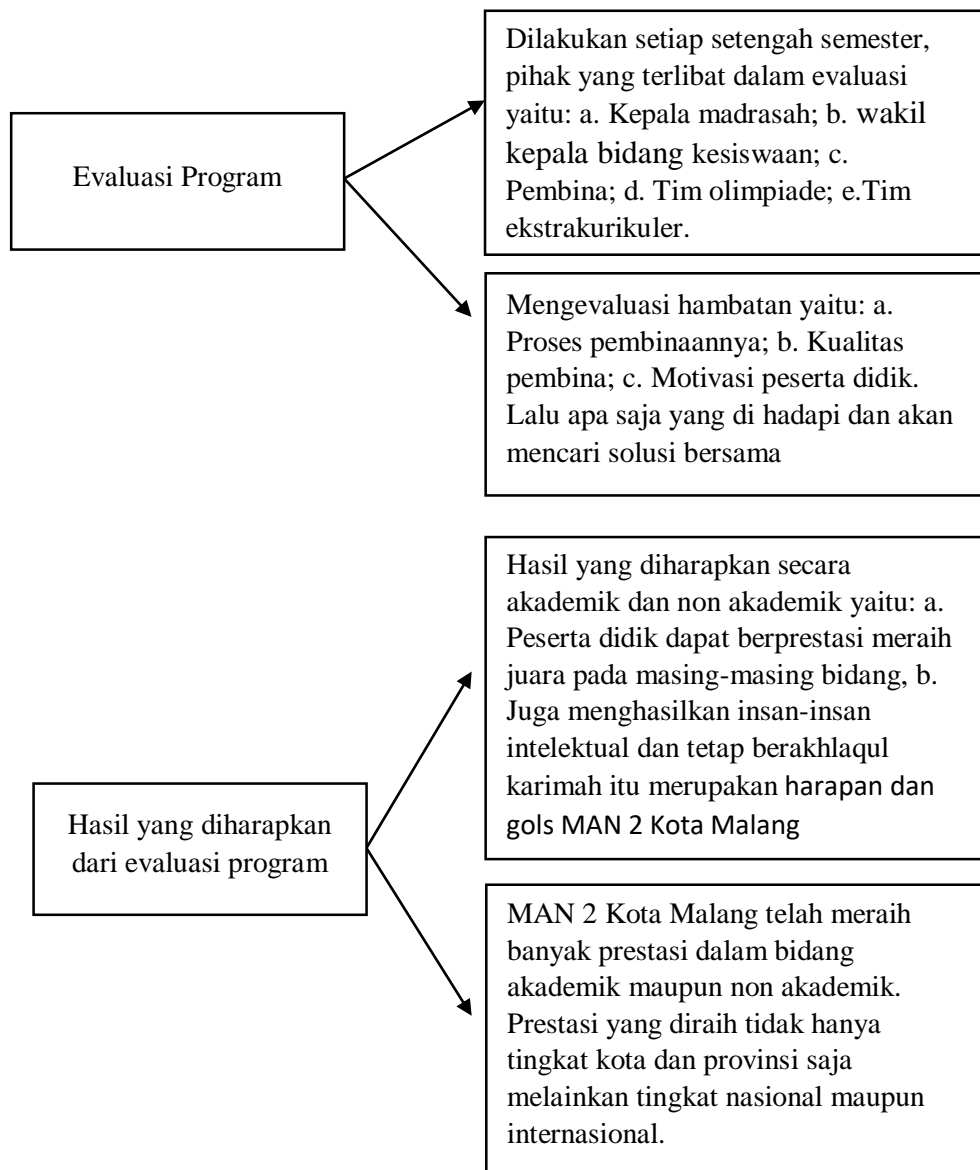 Evaluasi Program
Dilakukan setiap setengah semester,
pihak yang terlibat dalam evaluasi
yaitu: a. Kepala madrasah; b. wakil
kepala bidang kesiswaan; c.
Pembina; d. Tim olimpiade; e.Tim
ekstrakurikuler.
Mengevaluasi hambatan yaitu: a.
Proses pembinaannya; b. Kualitas
pembina; c. Motivasi peserta didik.
Lalu apa saja yang di hadapi dan akan
mencari solusi bersama
Hasil yang diharapkan
dari evaluasi program
Hasil yang diharapkan secara
akademik dan non akademik yaitu: a.
Peserta didik dapat berprestasi meraih
juara pada masing-masing bidang, b.
Juga menghasilkan insan-insan
intelektual dan tetap berakhlaqul
karimah itu merupakan harapan dan
gols MAN 2 Kota Malang
MAN 2 Kota Malang telah meraih
banyak prestasi dalam bidang
akademik maupun non akademik.
Prestasi yang diraih tidak hanya
tingkat kota dan provinsi saja
melainkan tingkat nasional maupun
internasional.